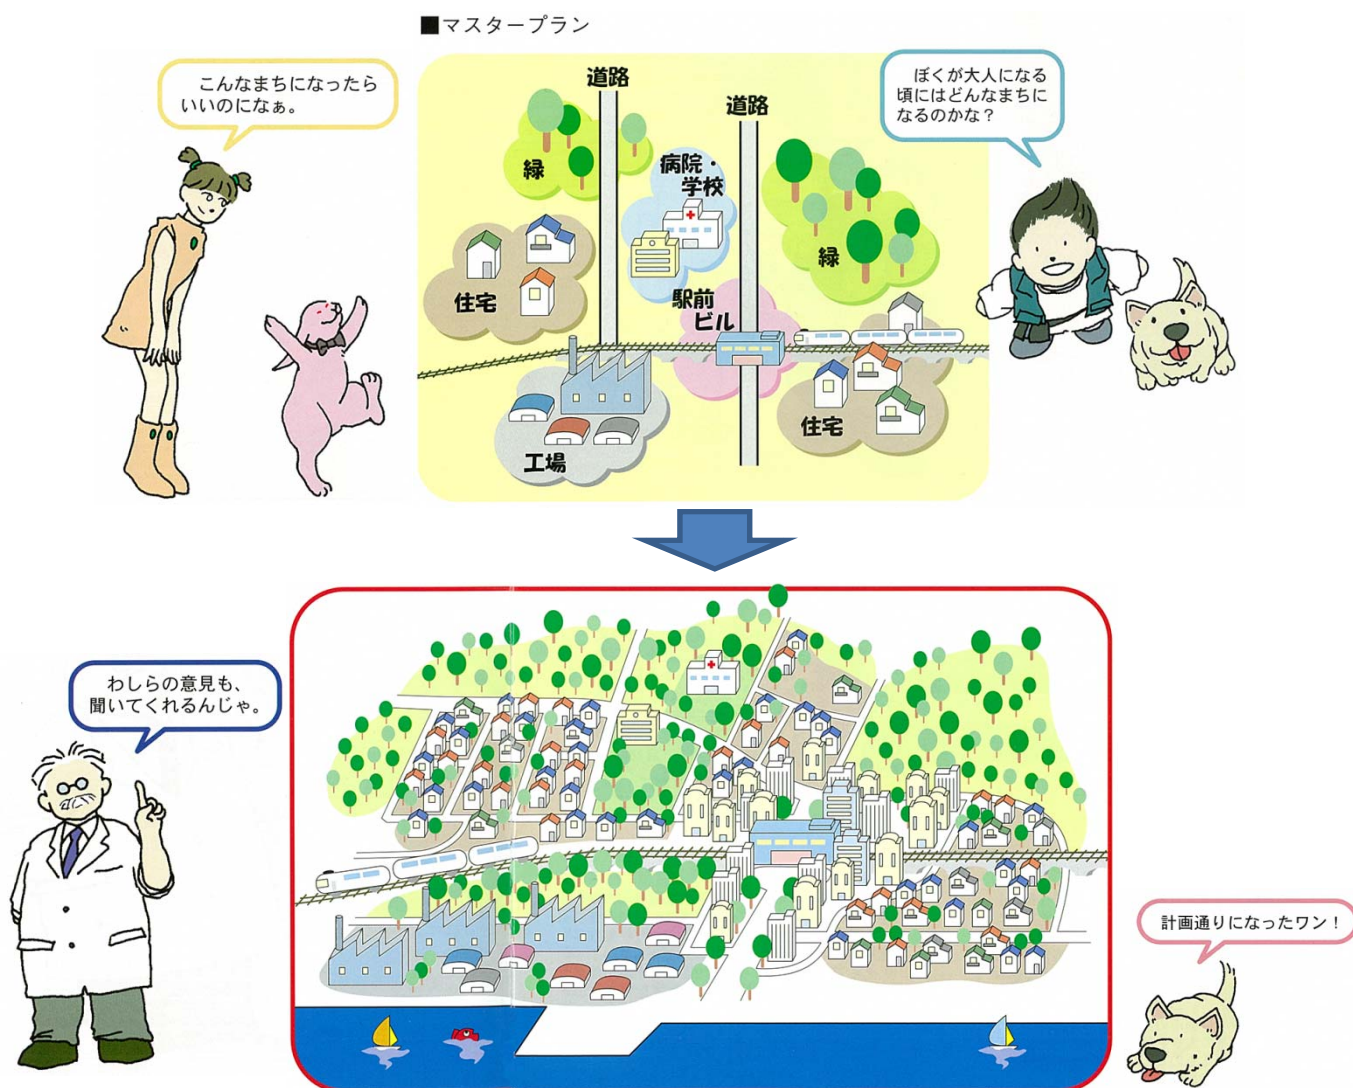 ■マスタープラン
こんなまちになったら
いいのになぁ。
ぼくが大人になる
頃にはどんなまちに
なるのかな?
道路
道路
緑
病院・
学校
緑
住宅
駅前
ビル
工場
住宅
わしらの意見も、
聞いてくれるんじゃ。
計画通りになったワン!